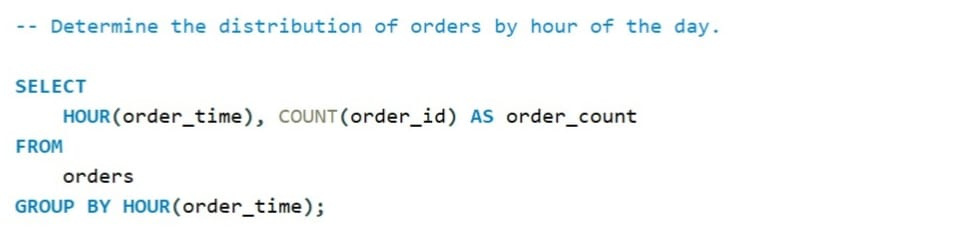 -- Determine the distribution of orders by hour of the day.
SELECT
HOUR(order_time), COUNT(order_id) AS order_count
FROM
orders
GROUP BY HOUR(order_time);